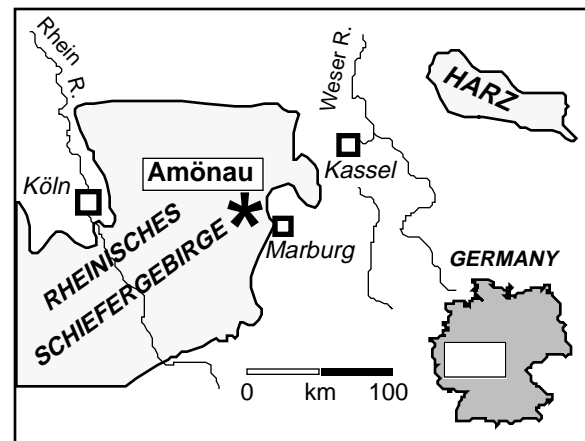 Rhein R.
Weser R.
HARZ
Amönau
Kassel
Köln
Marburg
RHEINISCHES
SCHIEFERGEBIRGE
GERMANY
0 100
km